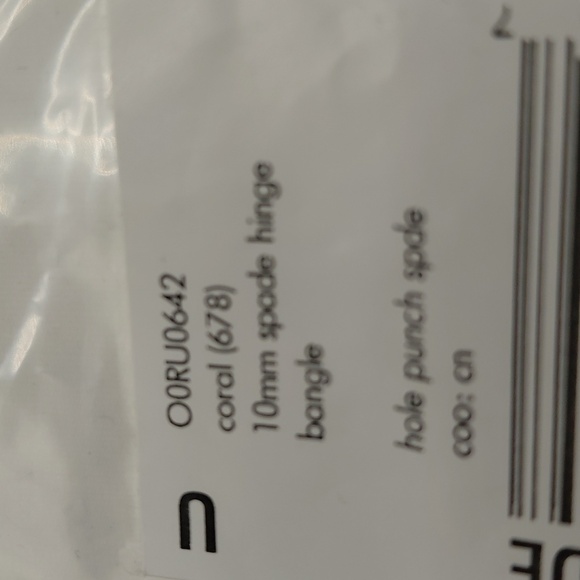 O0RU0642
coral (678)
10mm spade hinge
bangle
hole punch spde
coo: cn